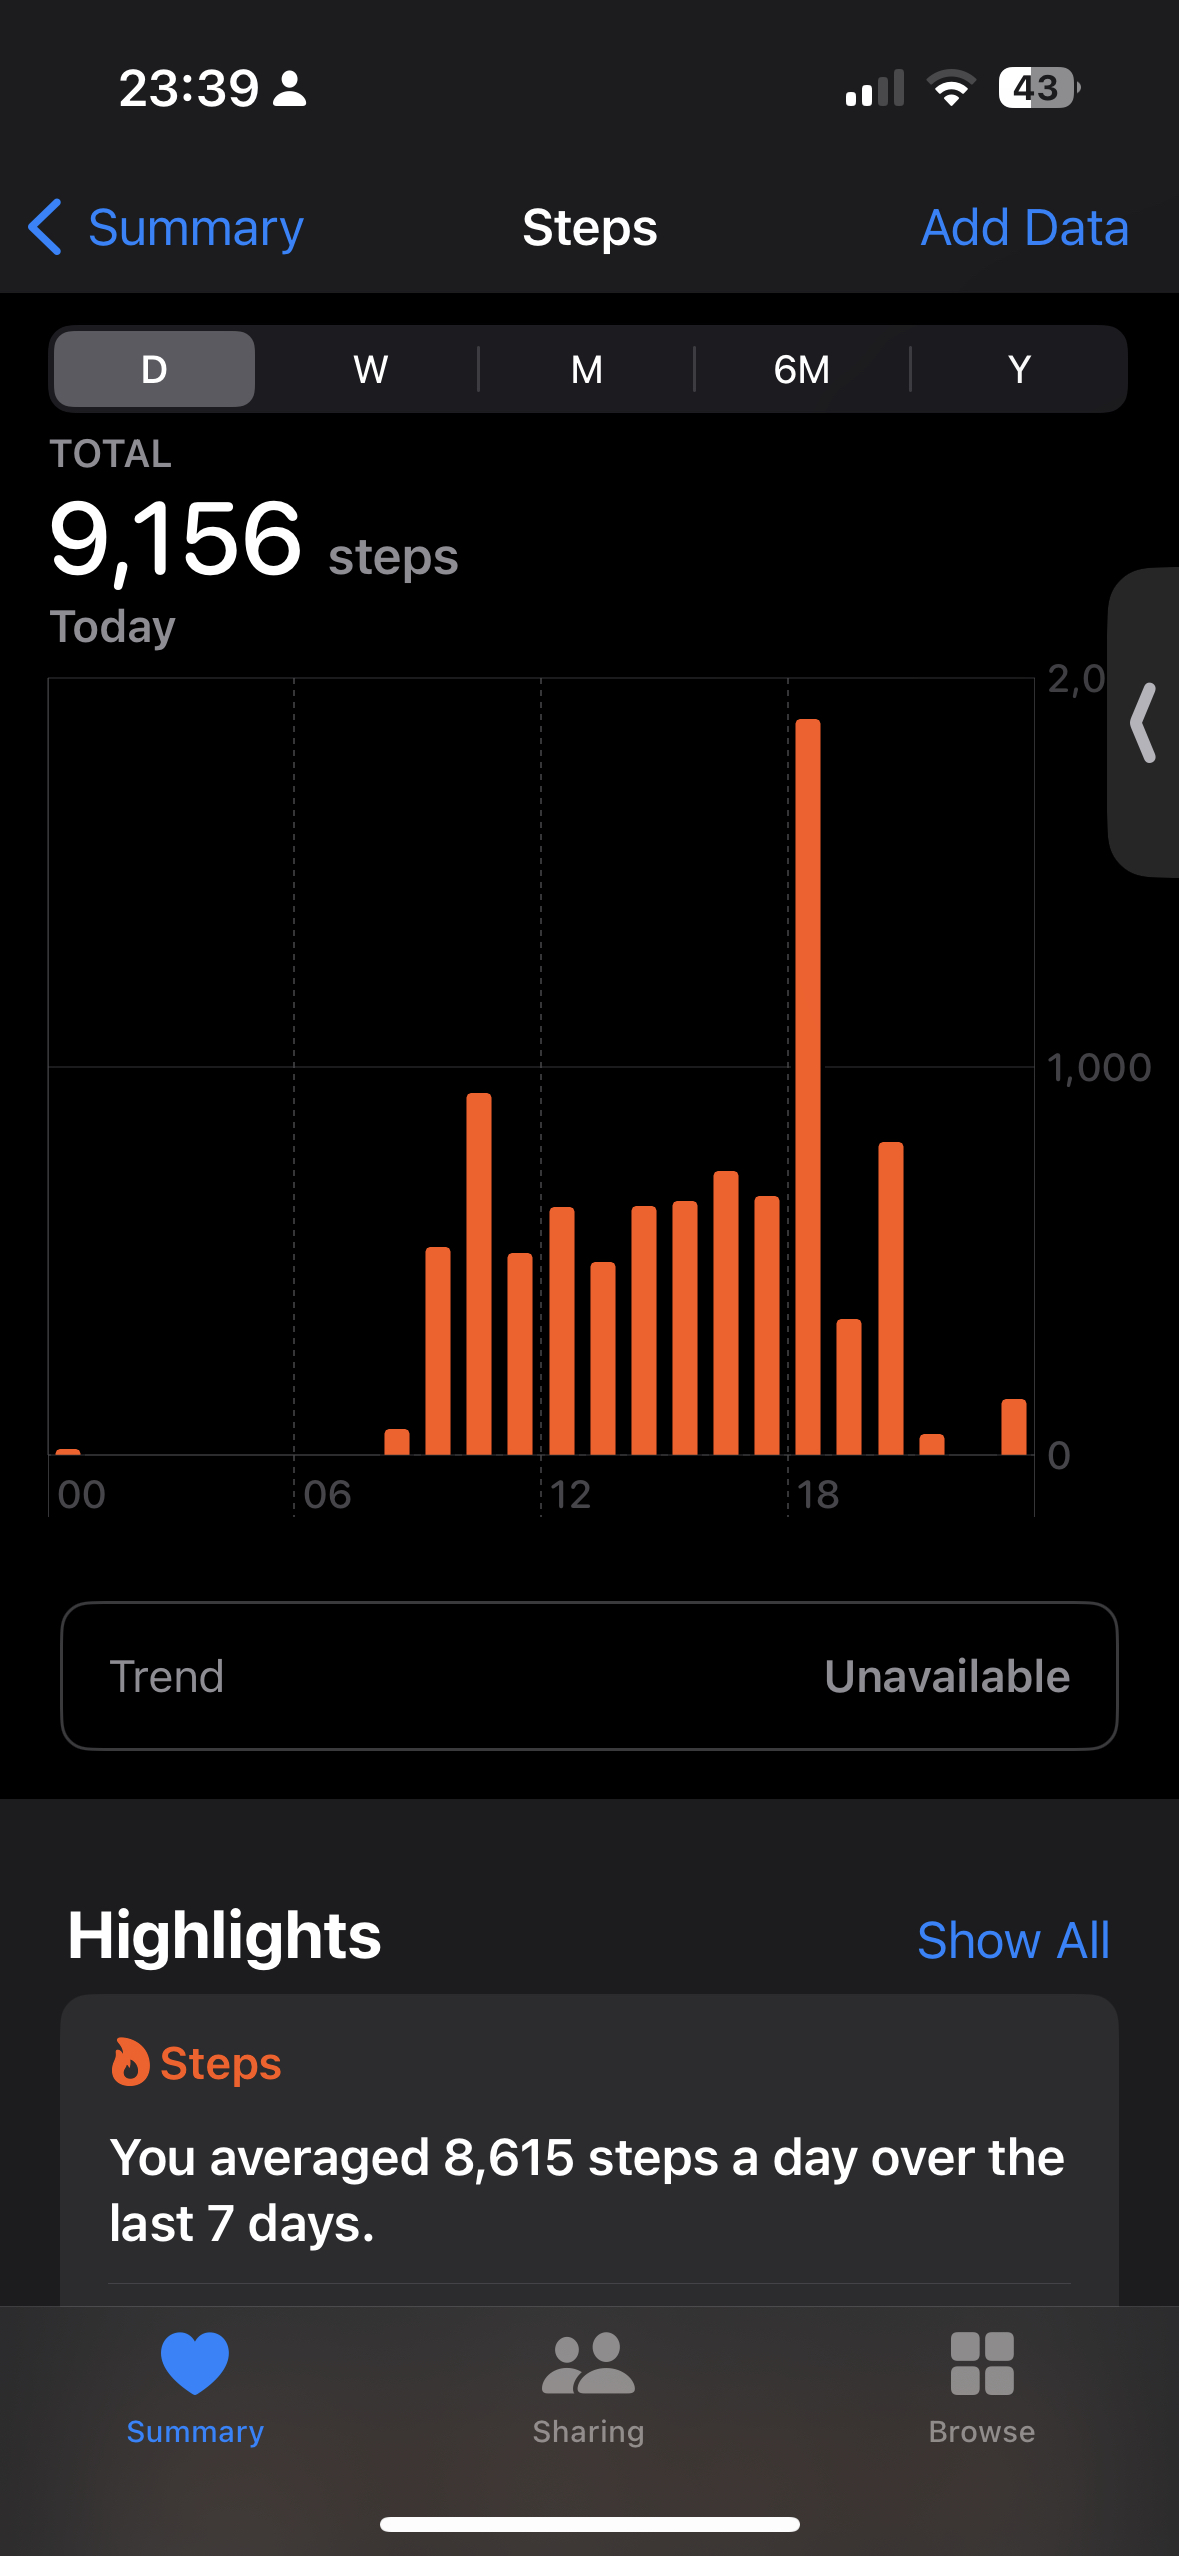 23:39
43
Summary
Steps
Add Data
D
W
M
6M
Y
TOTAL
9,156 steps
Today
2,0
1,000
0
00
06
12
18
Trend
Unavailable
Highlights
Show All
Steps
You averaged 8,615 steps a day over the
last 7 days.
Summary
Sharing
Browse